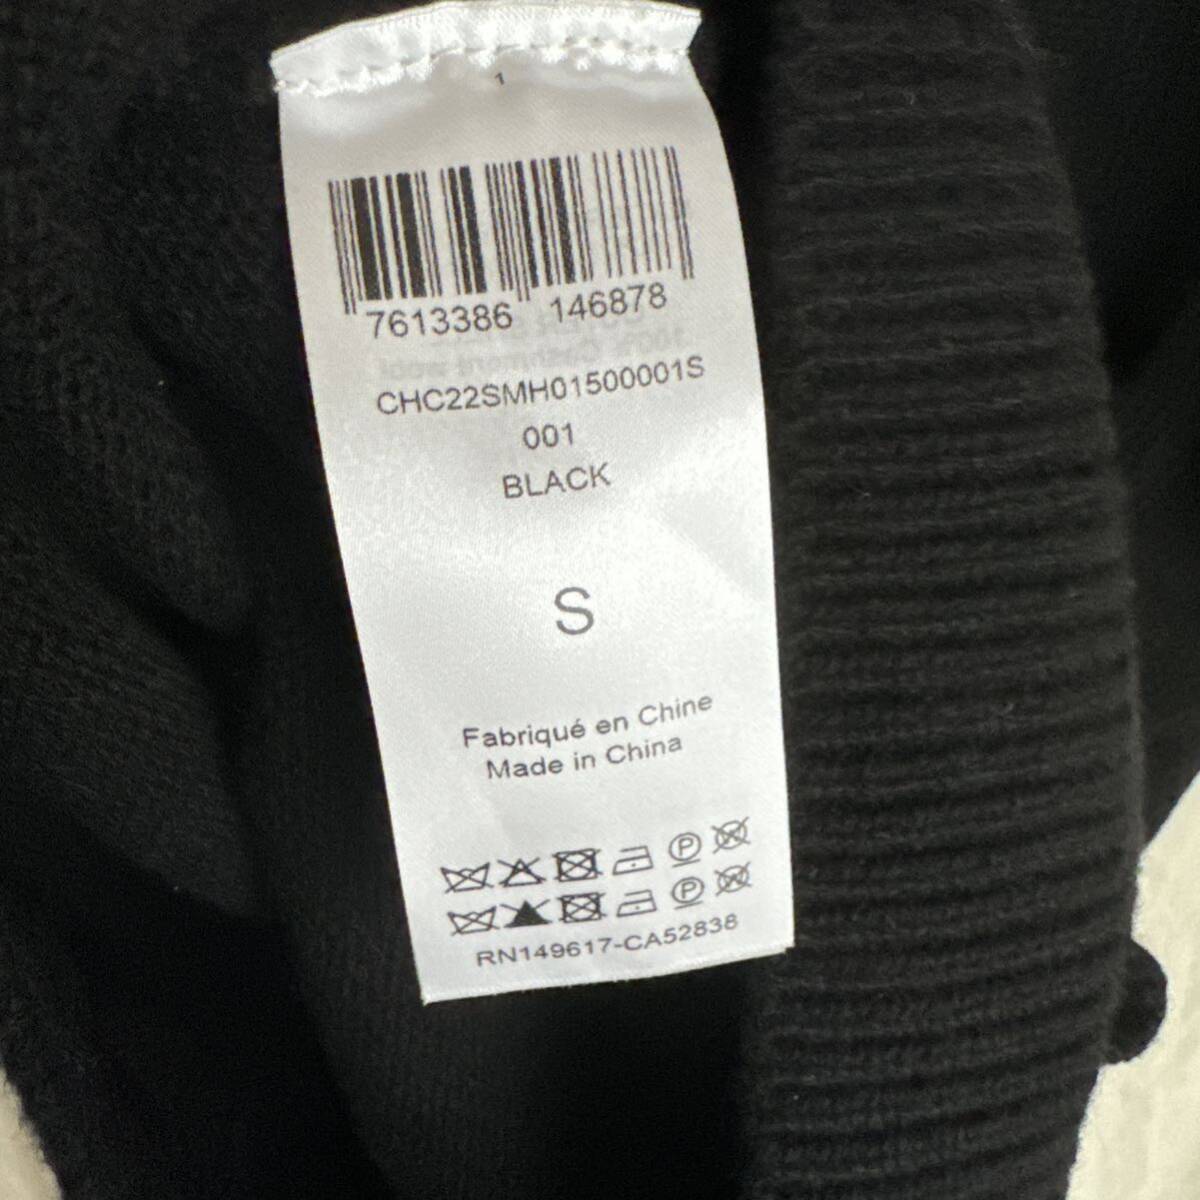 1
7613386 146878
CHC22SMH01500001S
001
BLACK
S
Fabriqué en Chine
Made in China
P
P
RN149617-CA52838